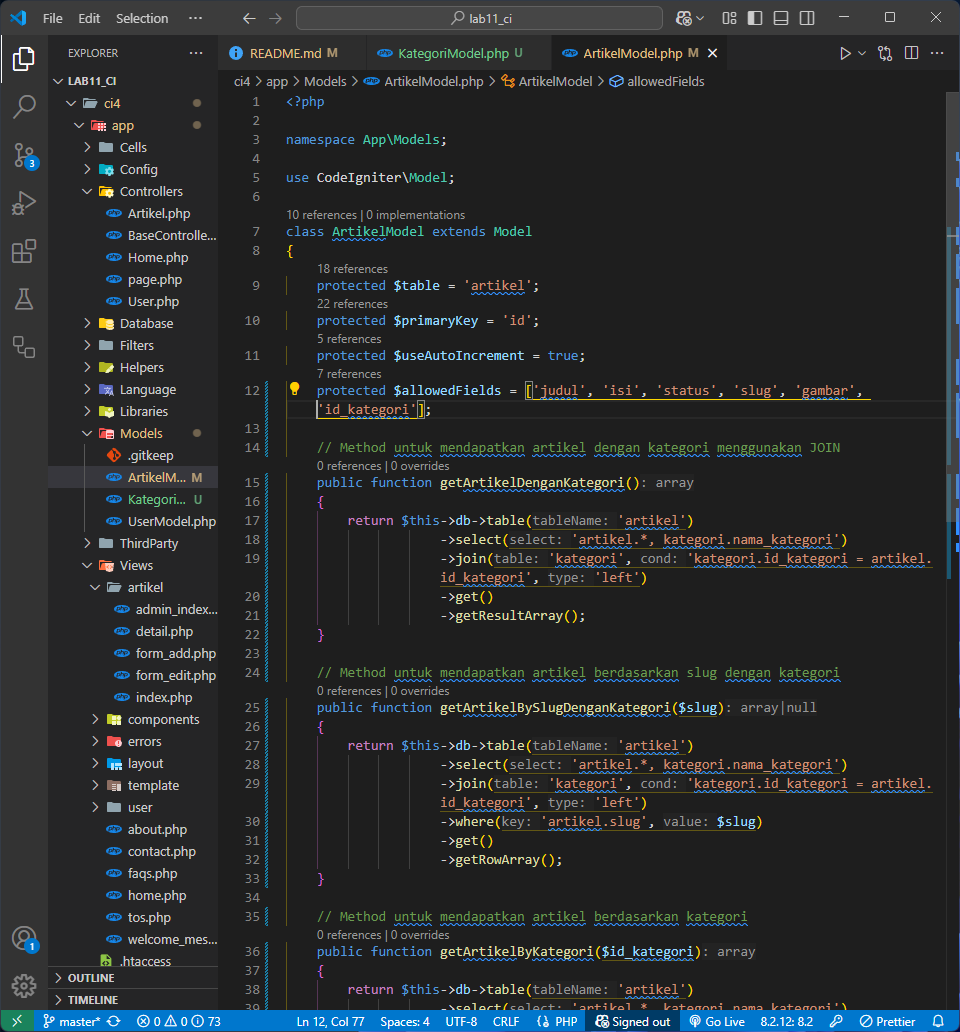 File Edit Selection ··· lab11_ci
EXPLORER ···
LAB11_CI
ci4
app
Cells
Config
Controllers
Artikel.php
BaseControlle...
Home.php
page.php
User.php
Database
Filters
Helpers
Language
Libraries
Models
.gitkeep
ArtikelM... M
Kategori... U
UserModel.php
ThirdParty
Views
artikel
admin_index...
detail.php
form_add.php
form_edit.php
index.php
components
errors
layout
template
user
about.php
contact.php
faqs.php
home.php
tos.php
welcome_mes...
.htaccess
OUTLINE
TIMELINE
3
1
README.md M KategoriModel.php U ArtikelModel.php M
ci4 > app > Models > ArtikelModel.php > ArtikelModel > allowedFields
1 <?php
2
3 namespace App\Models;
4
5 use CodeIgniter\Model;
6
10 references | 0 implementations
7 class ArtikelModel extends Model
8 {
18 references
9 protected $table = 'artikel';
22 references
10 protected $primaryKey = 'id';
5 references
11 protected $useAutoIncrement = true;
7 references
12 protected $allowedFields = ['judul', 'isi', 'status', 'slug', 'gambar',
'id_kategori'];
13
14 // Method untuk mendapatkan artikel dengan kategori menggunakan JOIN
0 references | 0 overrides
15 public function getArtikelDenganKategori(): array
16 {
17 return $this->db->table(tableName: 'artikel')
18 ->select(select: 'artikel.*, kategori.nama_kategori')
19 ->join(table: 'kategori', cond: 'kategori.id_kategori = artikel.
id_kategori', type: 'left')
20 ->get()
21 ->getResultArray();
22 }
23
24 // Method untuk mendapatkan artikel berdasarkan slug dengan kategori
0 references | 0 overrides
25 public function getArtikelBySlugDenganKategori($slug): array|null
26 {
27 return $this->db->table(tableName: 'artikel')
28 ->select(select: 'artikel.*, kategori.nama_kategori')
29 ->join(table: 'kategori', cond: 'kategori.id_kategori = artikel.
id_kategori', type: 'left')
30 ->where(key: 'artikel.slug', value: $slug)
31 ->get()
32 ->getRowArray();
33 }
34
35 // Method untuk mendapatkan artikel berdasarkan kategori
0 references | 0 overrides
36 public function getArtikelByKategori($id_kategori): array
37 {
38 return $this->db->table(tableName: 'artikel')
39 ->select(select: 'artikel.*, kategori.nama_kategori')
master* 0 0 73 Ln 12, Col 77 Spaces: 4 UTF-8 CRLF {} PHP Signed out Go Live 8.2.12 8.2 Prettier